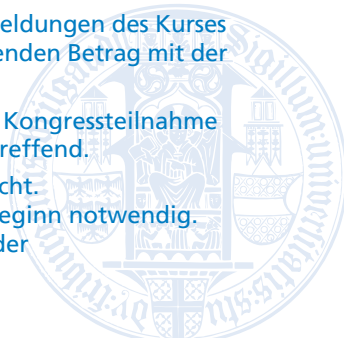 eldungen des Kurses
enden Betrag mit der
Kongressteilnahme
reffend.
cht.
eginn notwendig.
der